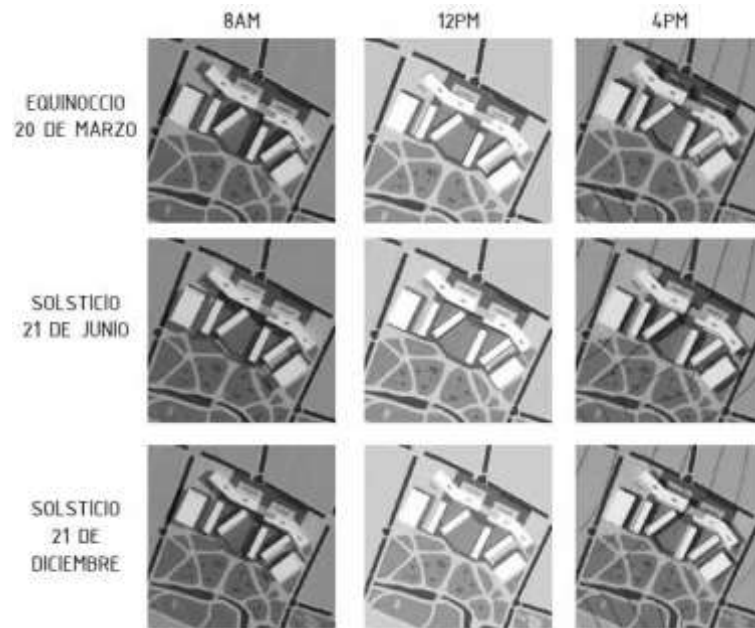 8AM
12PM
4PM
EQUINOCCIO
20 DE MARZO
SOLSTICIO
21 DE JUNIO
SOLSTICIO
21 DE
DICIEMBRE